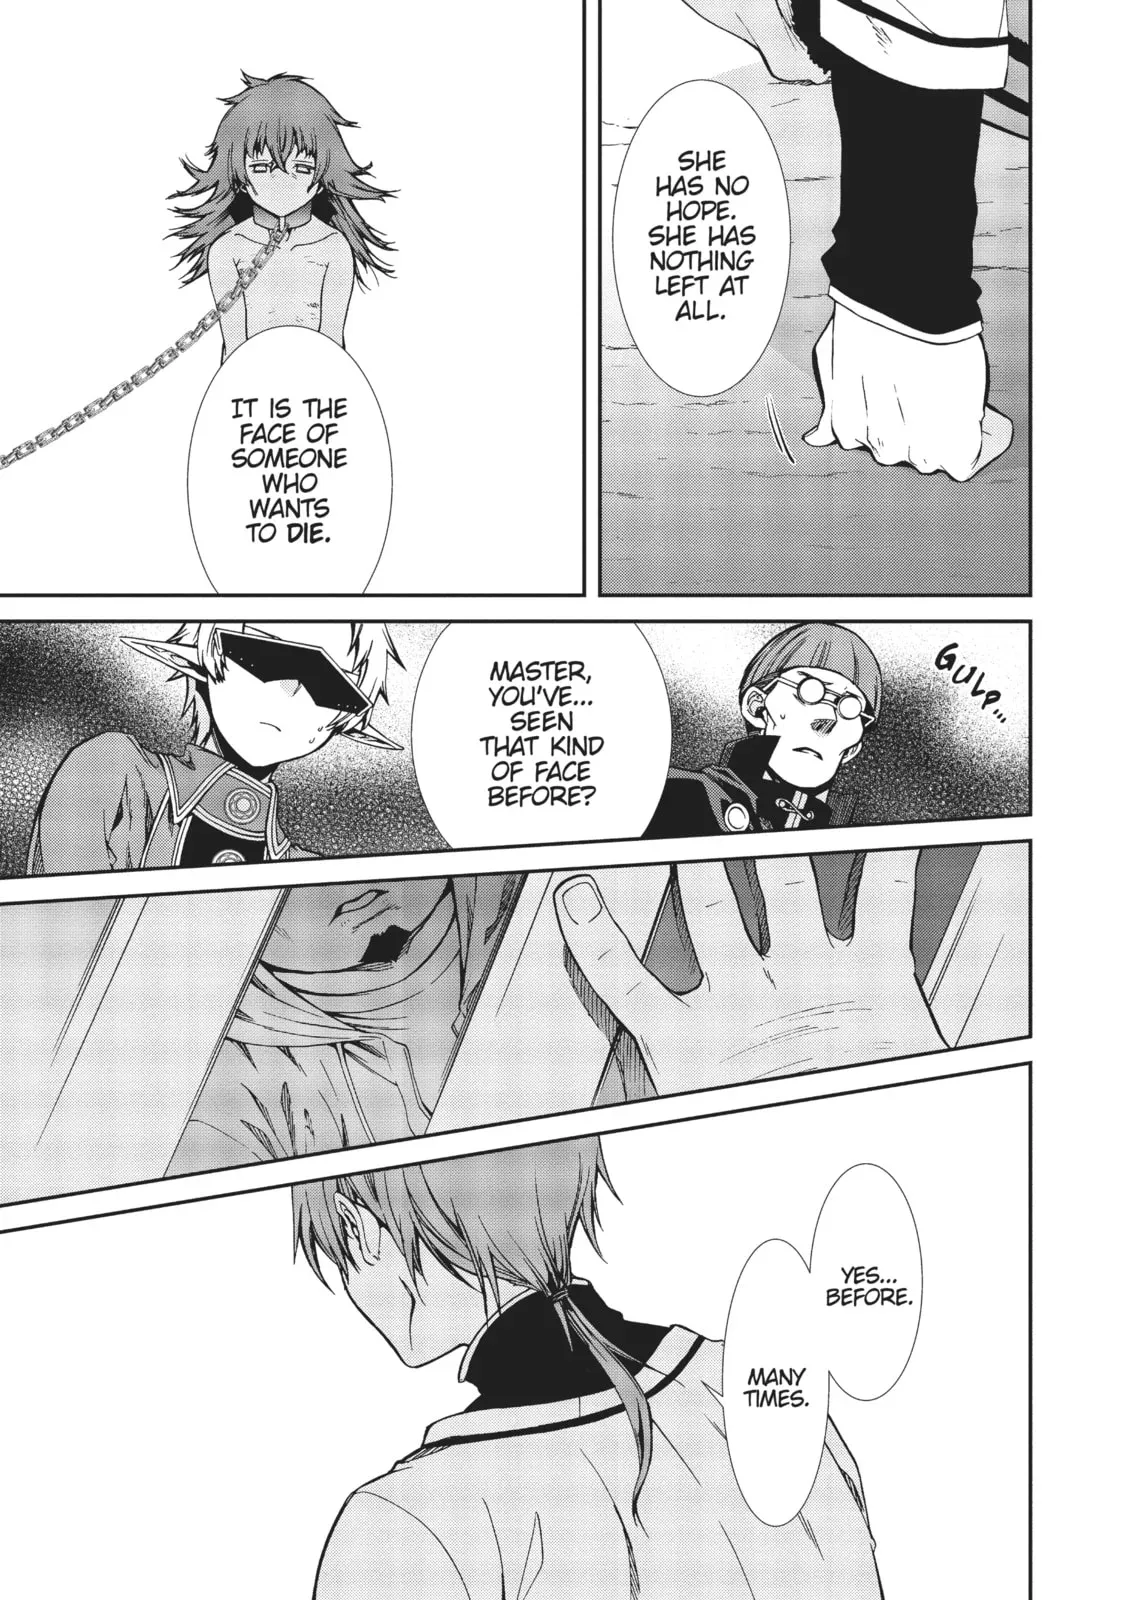 SHE
HAS NO
HOPE.
SHE HAS
NOTHING
LEFT AT
ALL.
IT IS THE
FACE OF
SOMEONE
WHO
WANTS
TO DIE.
GULP...
MASTER,
YOU'VE...
SEEN
THAT KIND
OF FACE
BEFORE?
YES...
BEFORE.
MANY
TIMES.